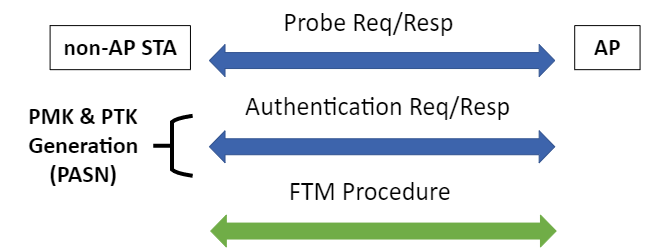 Probe Req/Resp
non-AP STA
AP
Authentication Req/Resp
PMK & PTK
Generation
(PASN)
FTM Procedure